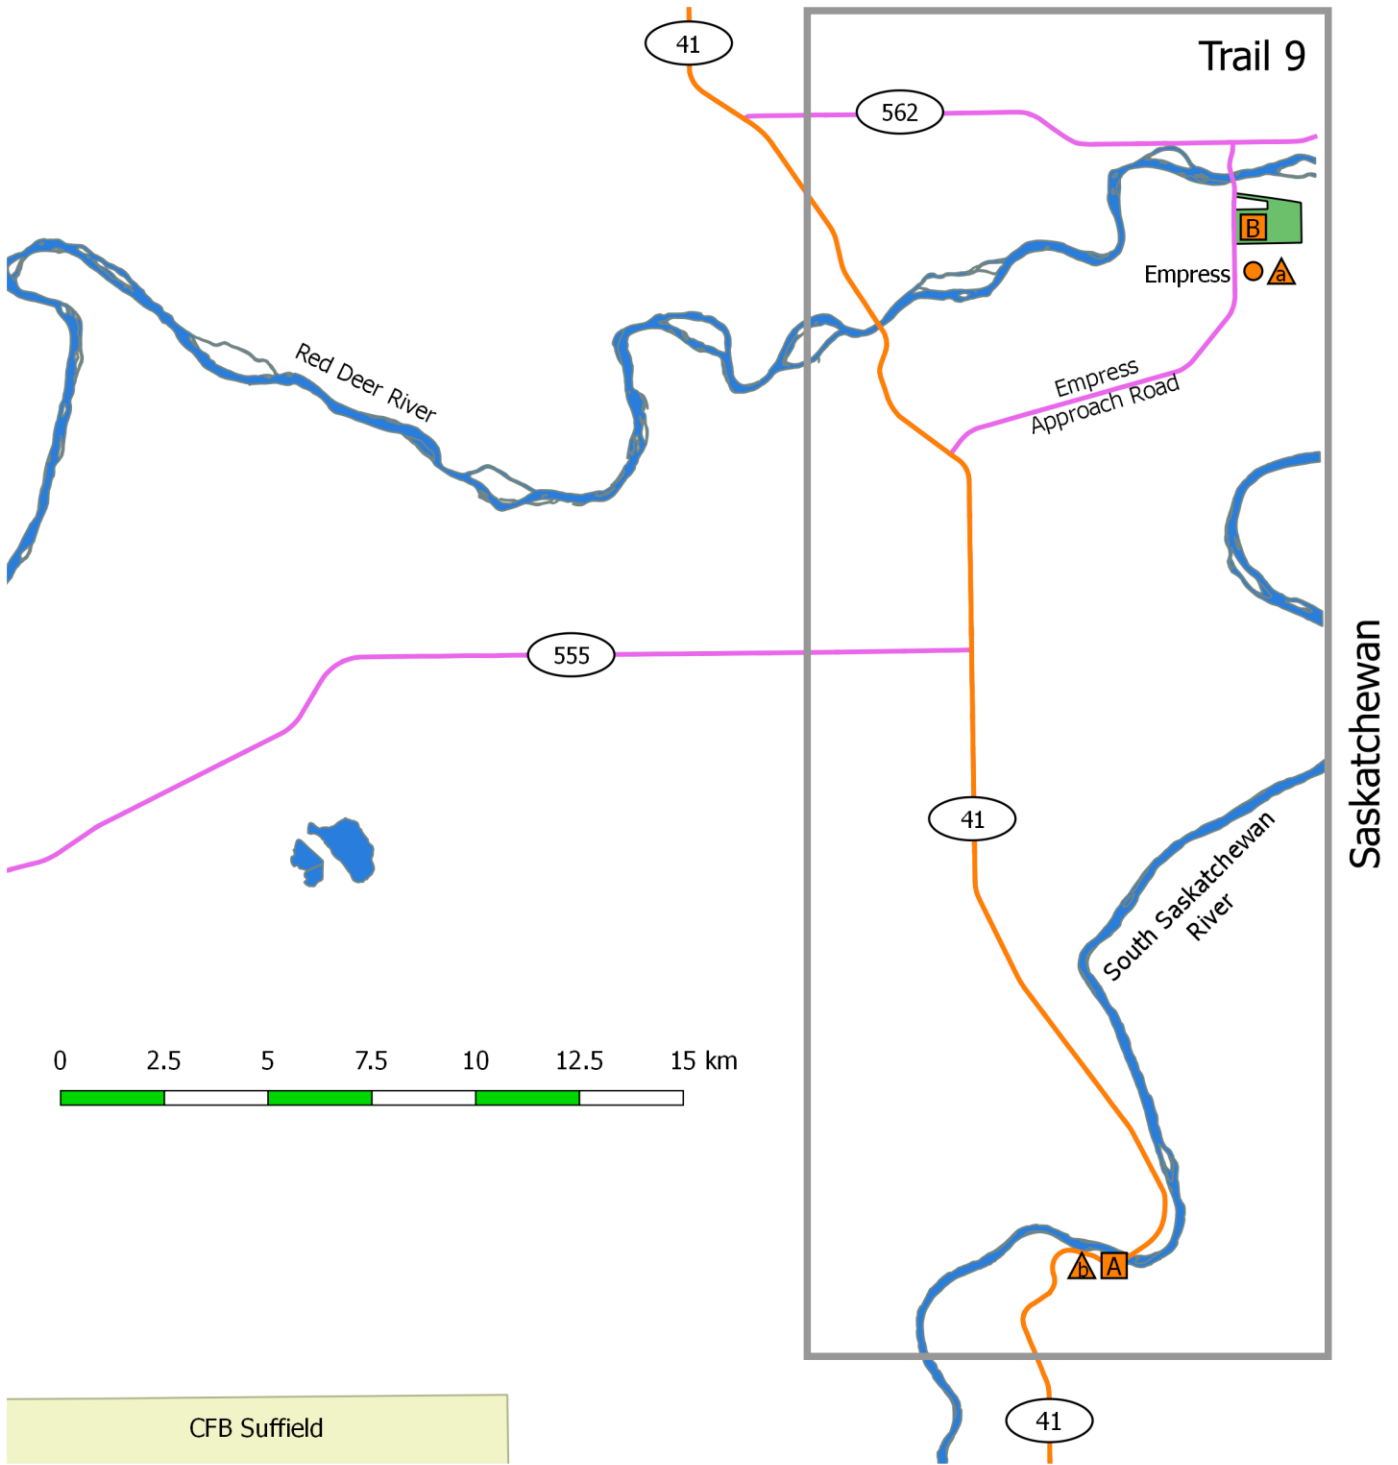 41
Trail 9
562
B
Empress
a
Red Deer River
Empress
Approach Road
555
Saskatchewan
41
South Saskatchewan
River
0 2.5 5 7.5 10 12.5 15 km
b A
41
CFB Suffield